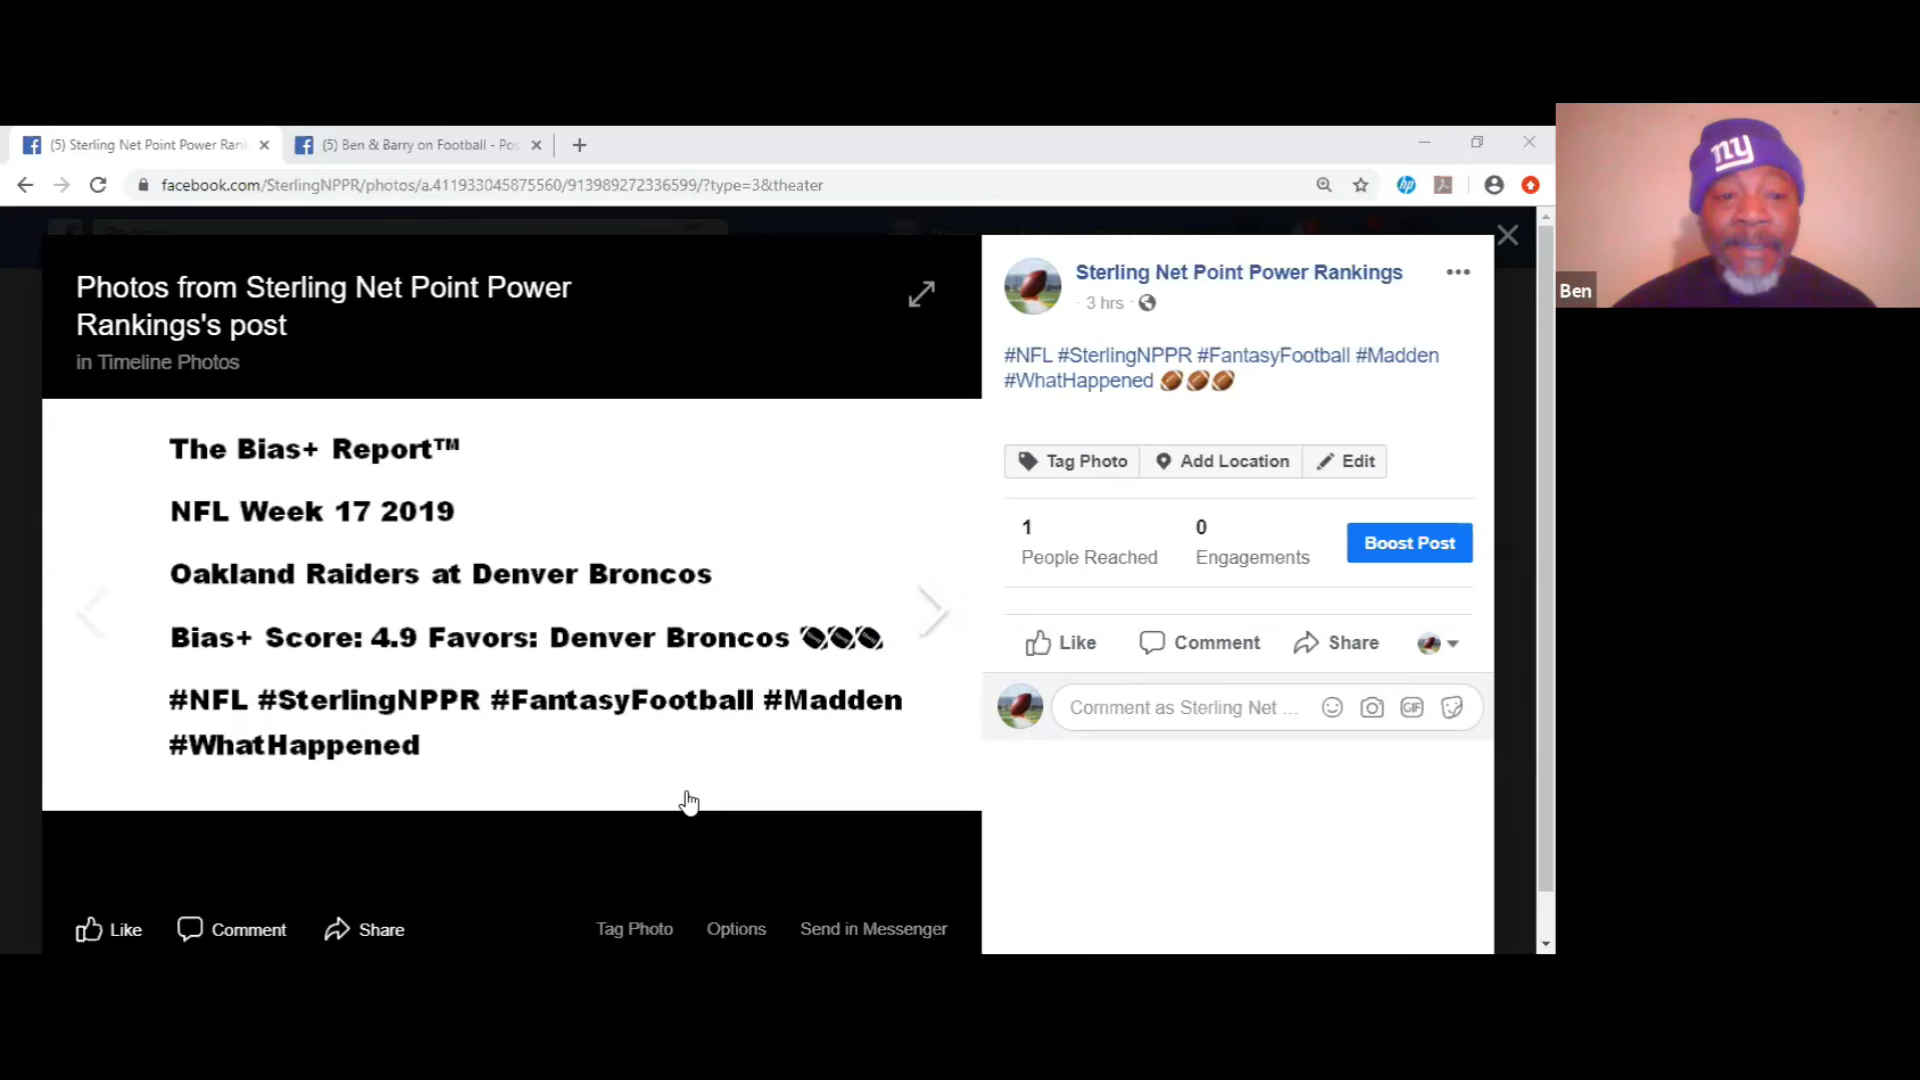 (5) Sterling Net Point Power Ran
(5) Ben & Barry on Football - Pos
facebook.com/SterlingNPPR/photos/a.411933045875560/913989272336599/?type=3&theater
Photos from Sterling Net Point Power
Rankings's post
in Timeline Photos
The Bias+ Report™
NFL Week 17 2019
Oakland Raiders at Denver Broncos
Bias+ Score: 4.9 Favors: Denver Broncos 🏈🏈🏈
#NFL #SterlingNPPR #FantasyFootball #Madden
#WhatHappened
Like Comment Share Tag Photo Options Send in Messenger
Sterling Net Point Power Rankings
· 3 hrs ·
#NFL #SterlingNPPR #FantasyFootball #Madden
#WhatHappened 🏈🏈🏈
Tag Photo Add Location Edit
1 0
People Reached Engagements
Boost Post
Like Comment Share
Comment as Sterling Net ... GIF
ny
Ben
hp